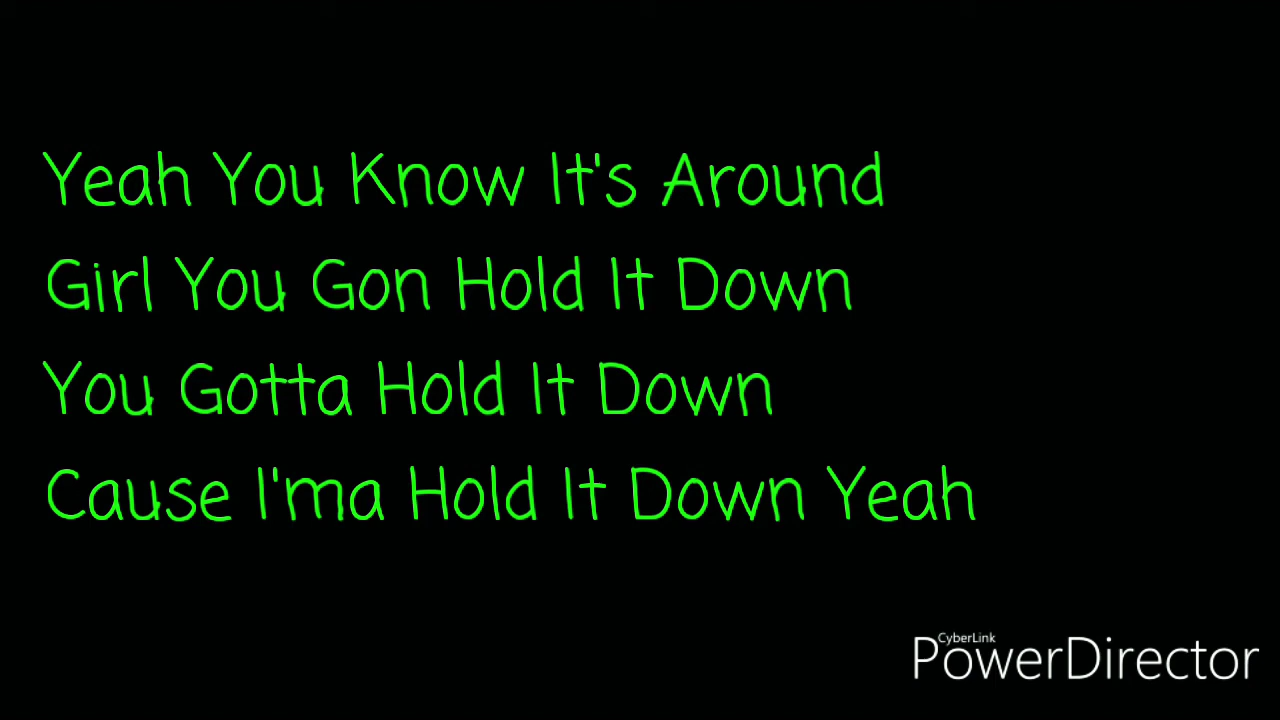 Yeah You Know It's Around
Girl You Gon Hold It Down
You Gotta Hold It Down
Cause I'ma Hold It Down Yeah
CyberLink
PowerDirector